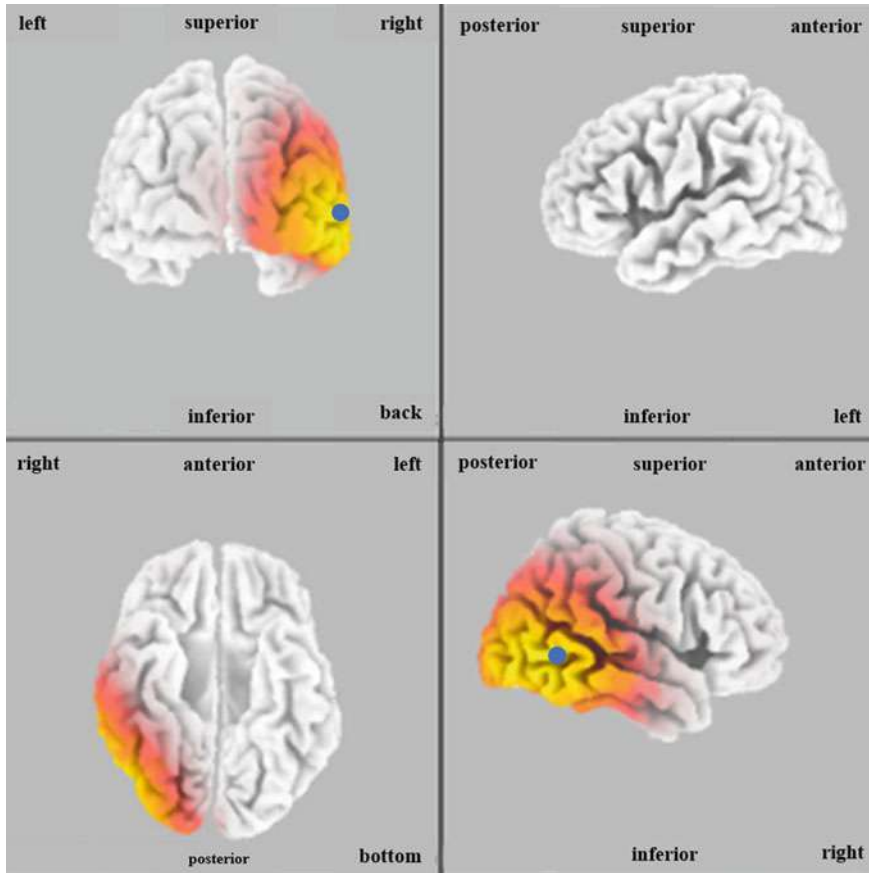 left superior right
inferior back
posterior superior anterior
inferior left
right anterior left
posterior bottom
posterior superior anterior
inferior right